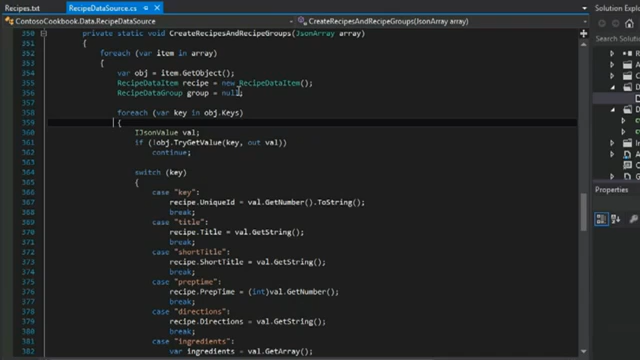 Recipes.txt RecipeDataSource.cs Solution Explorer
ContosoCookbook.Data.RecipeDataSource CreateRecipesAndRecipeGroups(JsonArray array)
350 private static void CreateRecipesAndRecipeGroups(JsonArray array)
351 {
352 foreach (var item in array)
353 {
354 var obj = item.GetObject();
355 RecipeDataItem recipe = new RecipeDataItem();
356 RecipeDataGroup group = null;
357
358 foreach (var key in obj.Keys)
359 {
360 IJsonValue val;
361 if (!obj.TryGetValue(key, out val))
362 continue;
363
364 switch (key)
365 {
366 case "key":
367 recipe.UniqueId = val.GetNumber().ToString();
368 break;
369 case "title":
370 recipe.Title = val.GetString();
371 break;
372 case "shortTitle":
373 recipe.ShortTitle = val.GetString();
374 break;
375 case "preptime":
376 recipe.PrepTime = (int)val.GetNumber();
377 break;
378 case "directions":
379 recipe.Directions = val.GetString();
380 break;
381 case "ingredients":
382 var ingredients = val.GetArray();
Properties